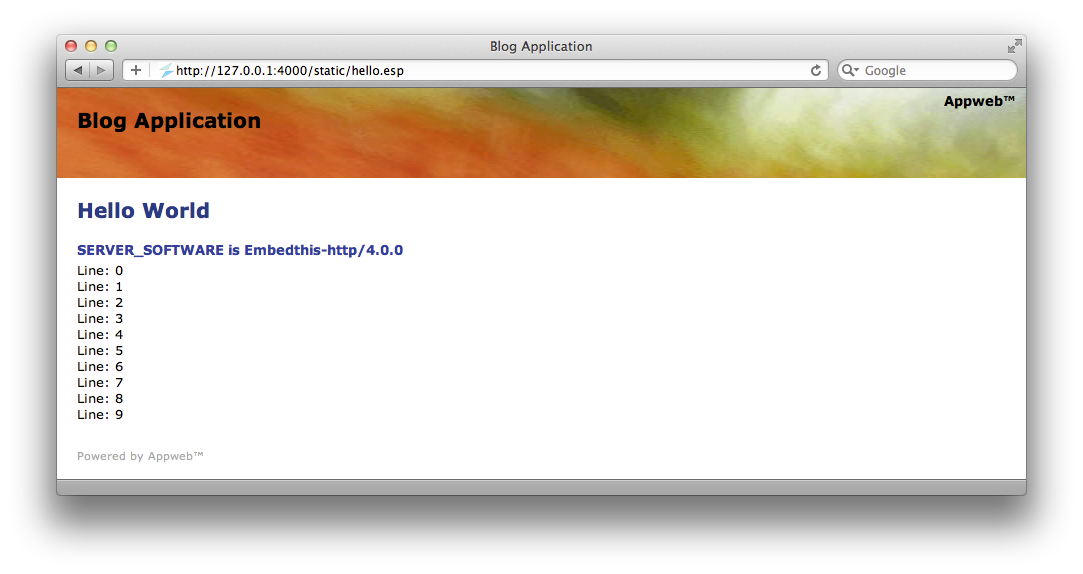 Blog Application
http://127.0.0.1:4000/static/hello.esp
Google
Appweb™
Blog Application
Hello World
SERVER_SOFTWARE is Embedthis-http/4.0.0
Line: 0
Line: 1
Line: 2
Line: 3
Line: 4
Line: 5
Line: 6
Line: 7
Line: 8
Line: 9
Powered by Appweb™